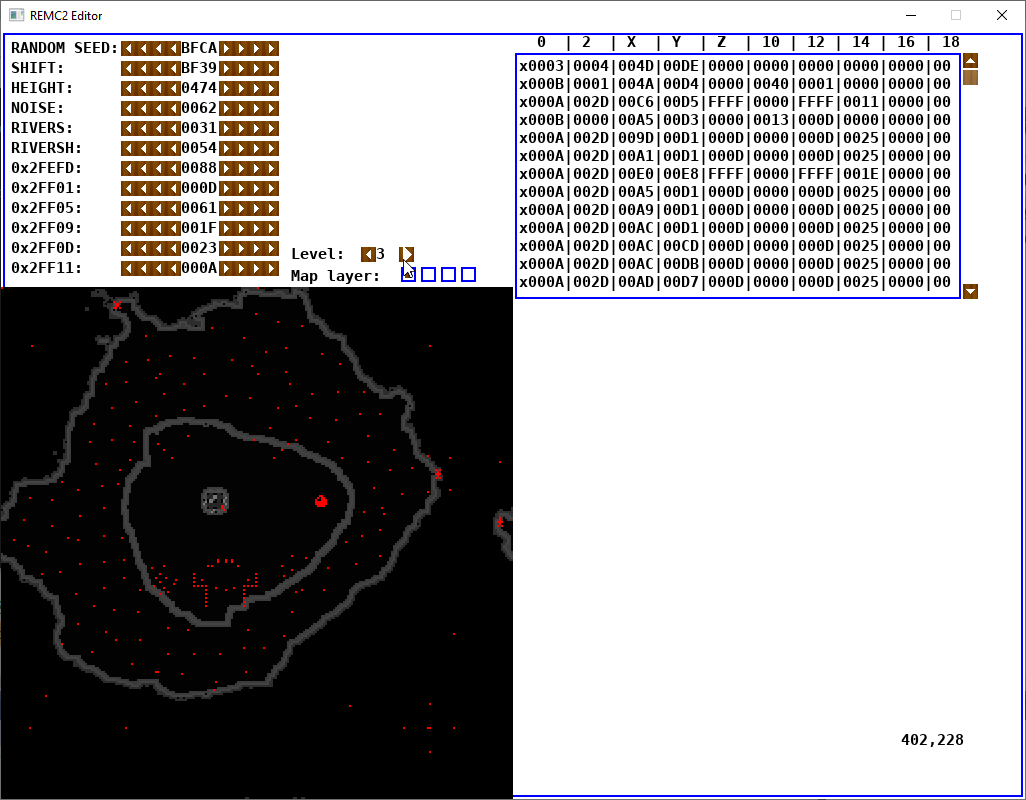 REMC2 Editor
RANDOM SEED: BFCA
SHIFT: BF39
HEIGHT: 0474
NOISE: 0062
RIVERS: 0031
RIVERSH: 0054
0x2FEFD: 0088
0x2FF01: 000D
0x2FF05: 0061
0x2FF09: 001F
0x2FF0D: 0023
0x2FF11: 000A
Level: 3
Map layer:
0 | 2 | X | Y | Z | 10 | 12 | 14 | 16 | 18
x0003|0004|004D|00DE|0000|0000|0000|0000|0000|00
x000B|0001|004A|00D4|0000|0040|0001|0000|0000|00
x000A|002D|00C6|00D5|FFFF|0000|FFFF|0011|0000|00
x000B|0000|00A5|00D3|0000|0013|000D|0000|0000|00
x000A|002D|009D|00D1|000D|0000|000D|0025|0000|00
x000A|002D|00A1|00D1|000D|0000|000D|0025|0000|00
x000A|002D|00E0|00E8|FFFF|0000|FFFF|001E|0000|00
x000A|002D|00A5|00D1|000D|0000|000D|0025|0000|00
x000A|002D|00A9|00D1|000D|0000|000D|0025|0000|00
x000A|002D|00AC|00D1|000D|0000|000D|0025|0000|00
x000A|002D|00AC|00CD|000D|0000|000D|0025|0000|00
x000A|002D|00AC|00DB|000D|0000|000D|0025|0000|00
x000A|002D|00AD|00D7|000D|0000|000D|0025|0000|00
402,228